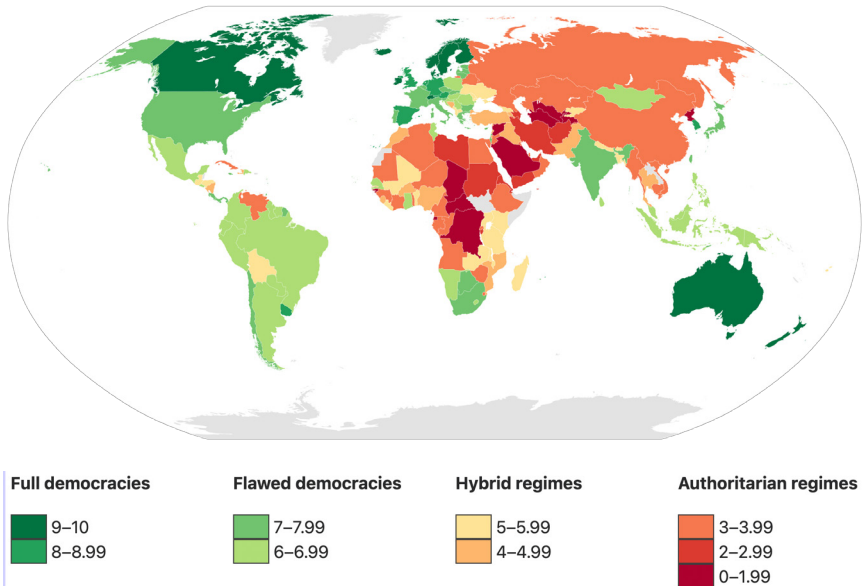 Full democracies
9–10
8–8.99
Flawed democracies
7–7.99
6–6.99
Hybrid regimes
5–5.99
4–4.99
Authoritarian regimes
3–3.99
2–2.99
0–1.99